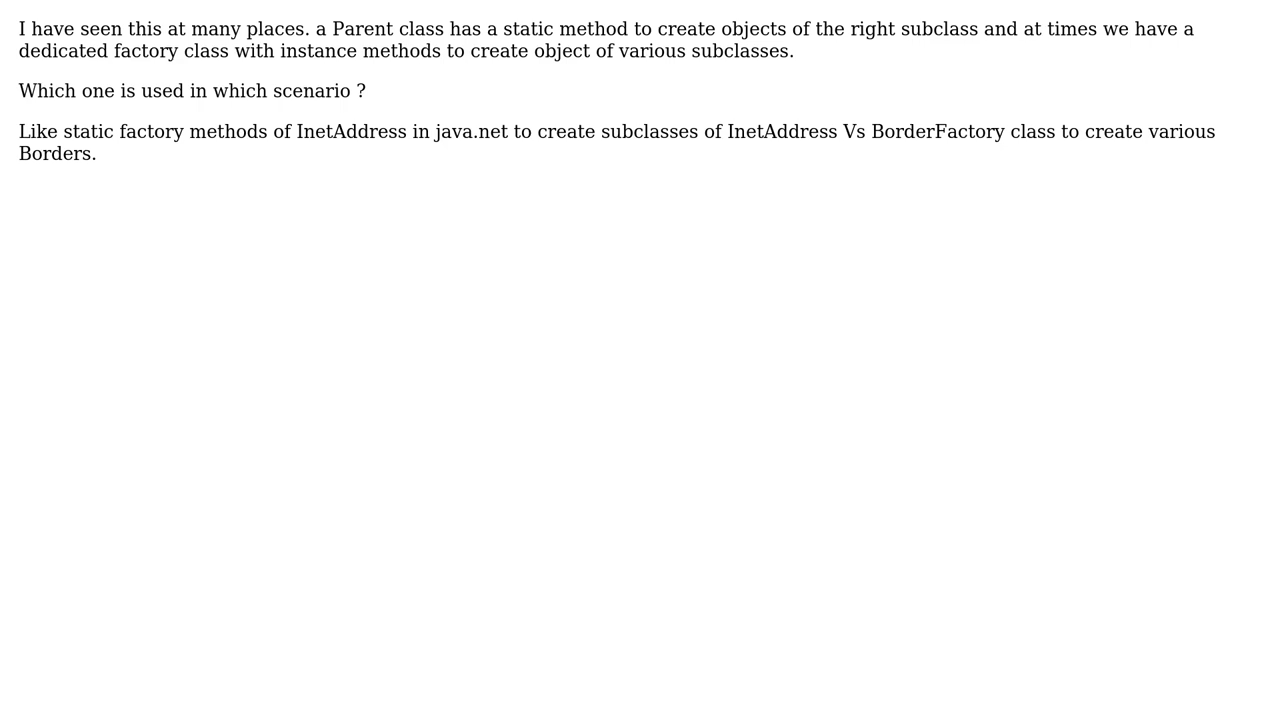 I have seen this at many places. a Parent class has a static method to create objects of the right subclass and at times we have a
dedicated factory class with instance methods to create object of various subclasses.
Which one is used in which scenario ?
Like static factory methods of InetAddress in java.net to create subclasses of InetAddress Vs BorderFactory class to create various
Borders.